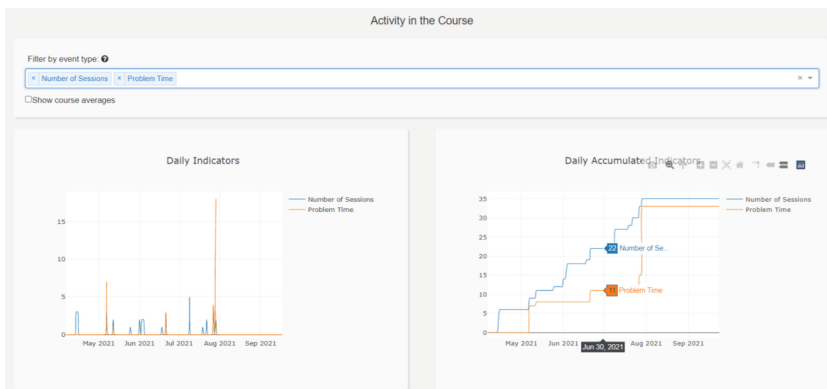 Activity in the Course
Filter by event type:
× Number of Sessions × Problem Time
Show course averages
Daily Indicators
Number of Sessions
Problem Time
15
10
5
0
May 2021 Jun 2021 Jul 2021 Aug 2021 Sep 2021
Daily Accumulated Indicators
Number of Sessions
Problem Time
35
30
25
20
15
10
5
0
22 Number of Se...
11 Problem Time
May 2021 Jun 2021 Jun 30, 2021 Aug 2021 Sep 2021